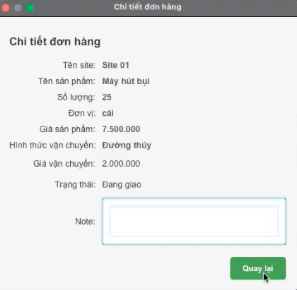 Chi tiết đơn hàng
Chi tiết đơn hàng
Tên site: Site 01
Tên sản phẩm: Máy hút bụi
Số lượng: 25
Đơn vị: cái
Giá sản phẩm: 7.500.000
Hình thức vận chuyển: Đường thủy
Giá vận chuyển: 2.000.000
Trạng thái: Đang giao
Note:
Quay lại